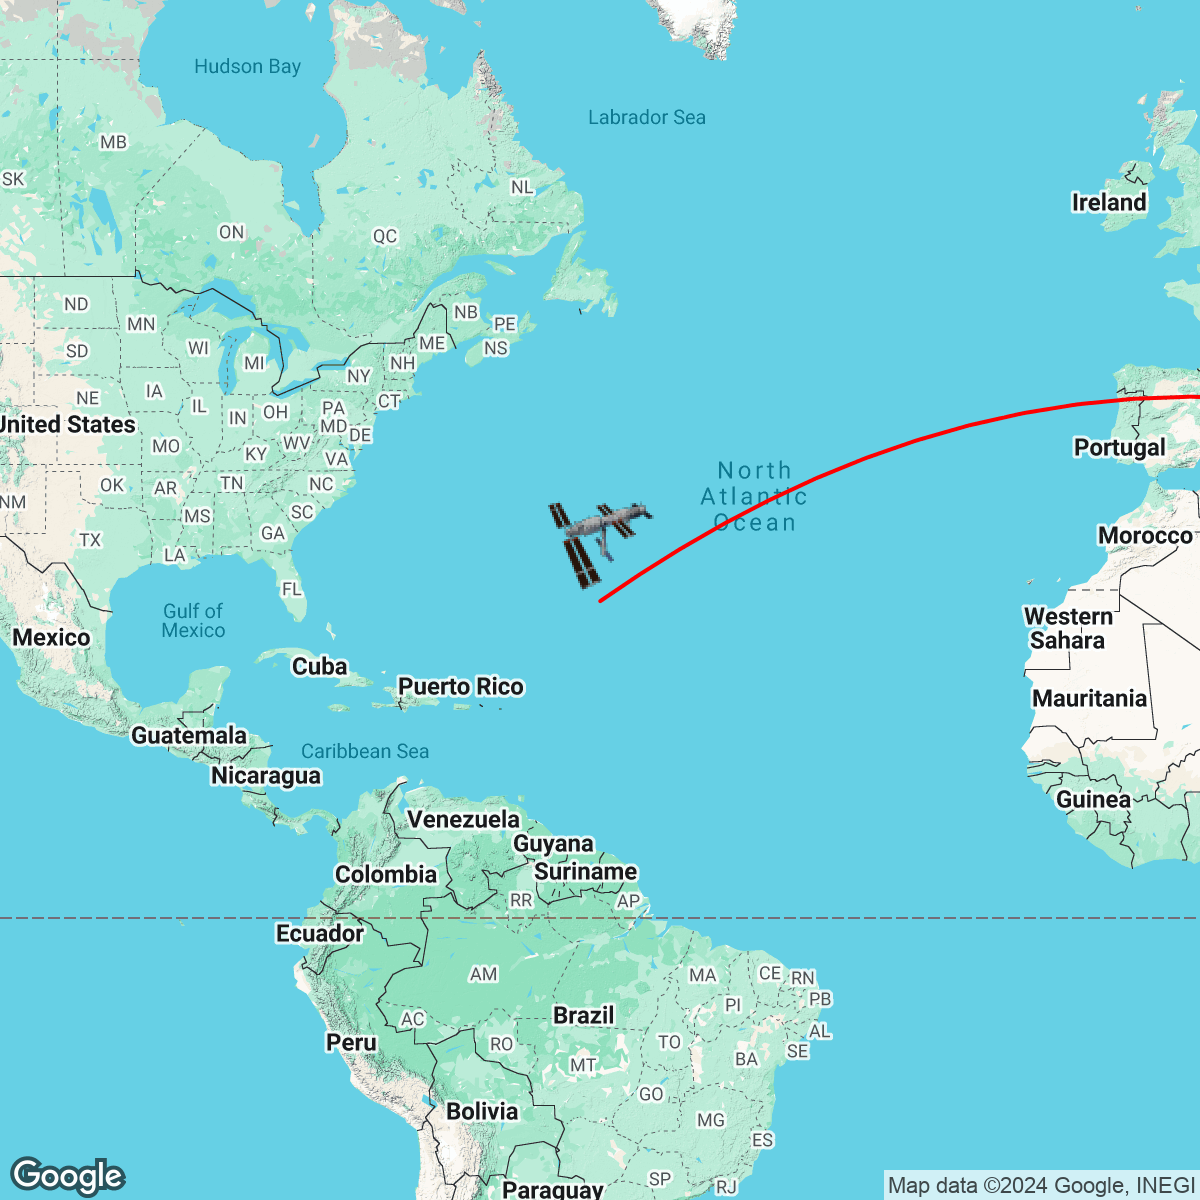 Hudson Bay
Labrador Sea
MB
SK
NL
Ireland
ON
QC
ND
NB
MN
PE
ME
NS
WI
SD
MI
NH
NY
IA
NE
IL
IN
OH
PA
CT
United States
MD
DE
MO
WV
KY
VA
Portugal
North
Atlantic
Ocean
OK
AR
TN
NC
NM
MS
SC
GA
TX
LA
Morocco
FL
Gulf of
Mexico
Western
Sahara
Mexico
Cuba
Puerto Rico
Mauritania
Guatemala
Caribbean Sea
Nicaragua
Guinea
Venezuela
Guyana
Suriname
Colombia
RR
AP
Ecuador
AM
MA
CE
RN
PB
PI
Brazil
AC
AL
Peru
RO
TO
SE
BA
MT
GO
Bolivia
MG
ES
SP
RJ
Paraguay
Google
Map data ©2024 Google, INEGI